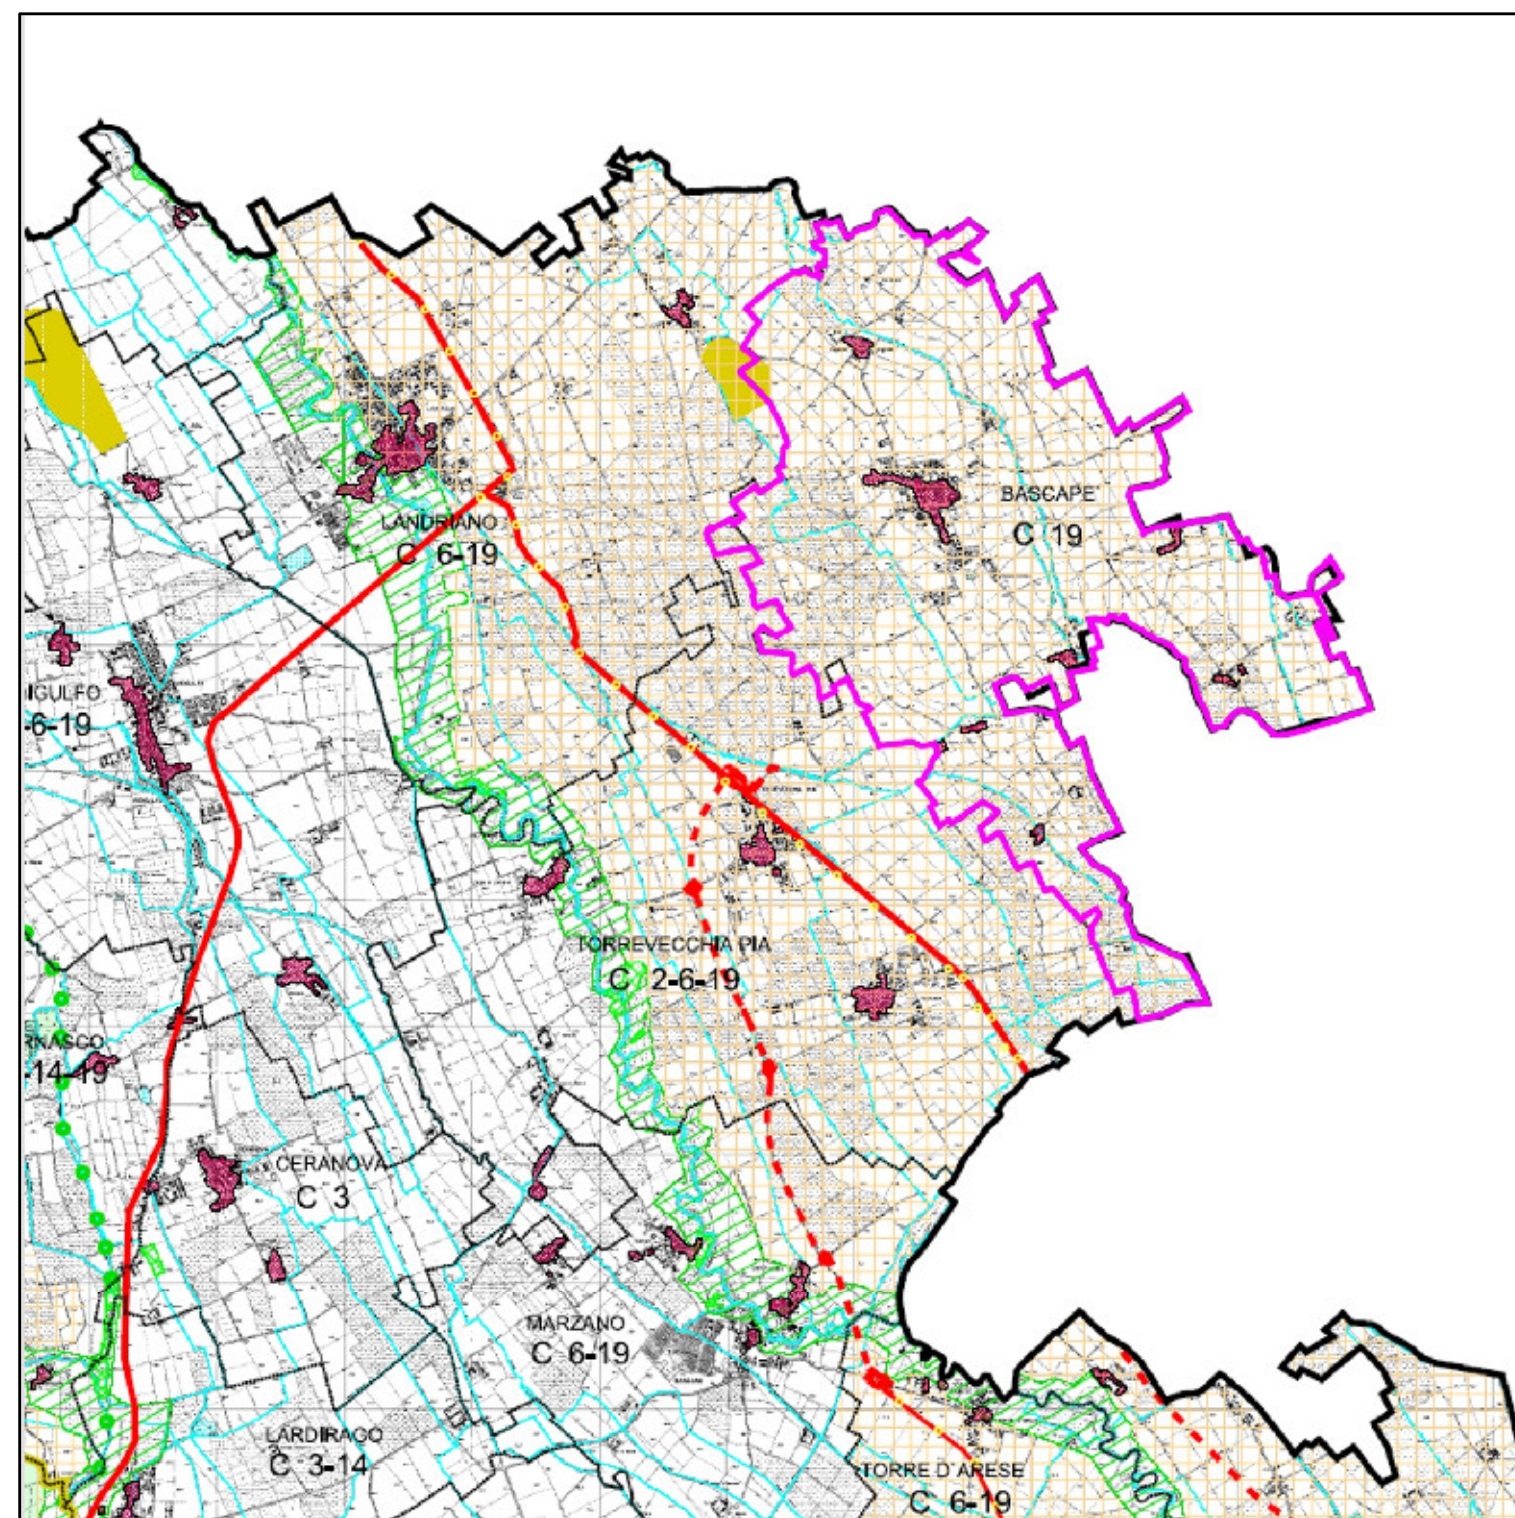 BASCAPE'
C 19
LANDRIANO
C 6-19
IGULFO
-6-19
TORREVECCHIA PIA
C 2-6-19
RNASCO
-14-19
CERANOVA
C 3
MARZANO
C 6-19
LARDIRAGO
C 3-14
TORRE D'ARESE
C 6-19